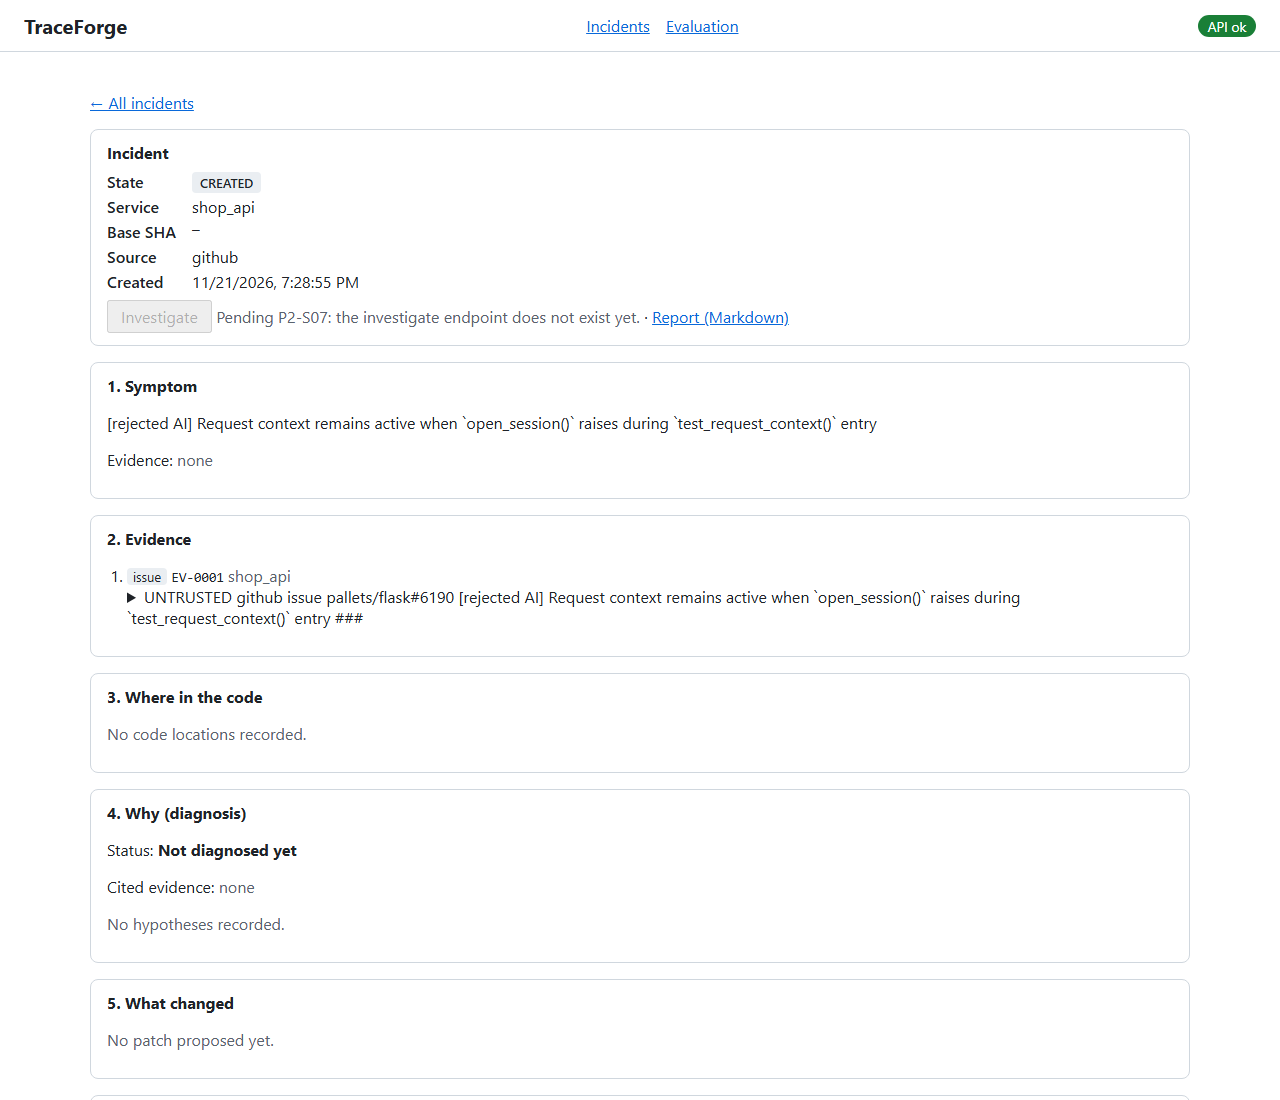 TraceForge
Incidents Evaluation
API ok
← All incidents
Incident
State CREATED
Service shop_api
Base SHA –
Source github
Created 11/21/2026, 7:28:55 PM
Investigate Pending P2-S07: the investigate endpoint does not exist yet. · Report (Markdown)
1. Symptom
[rejected AI] Request context remains active when `open_session()` raises during `test_request_context()` entry
Evidence: none
2. Evidence
1. issue EV-0001 shop_api
▶ UNTRUSTED github issue pallets/flask#6190 [rejected AI] Request context remains active when `open_session()` raises during
`test_request_context()` entry ###
3. Where in the code
No code locations recorded.
4. Why (diagnosis)
Status: Not diagnosed yet
Cited evidence: none
No hypotheses recorded.
5. What changed
No patch proposed yet.